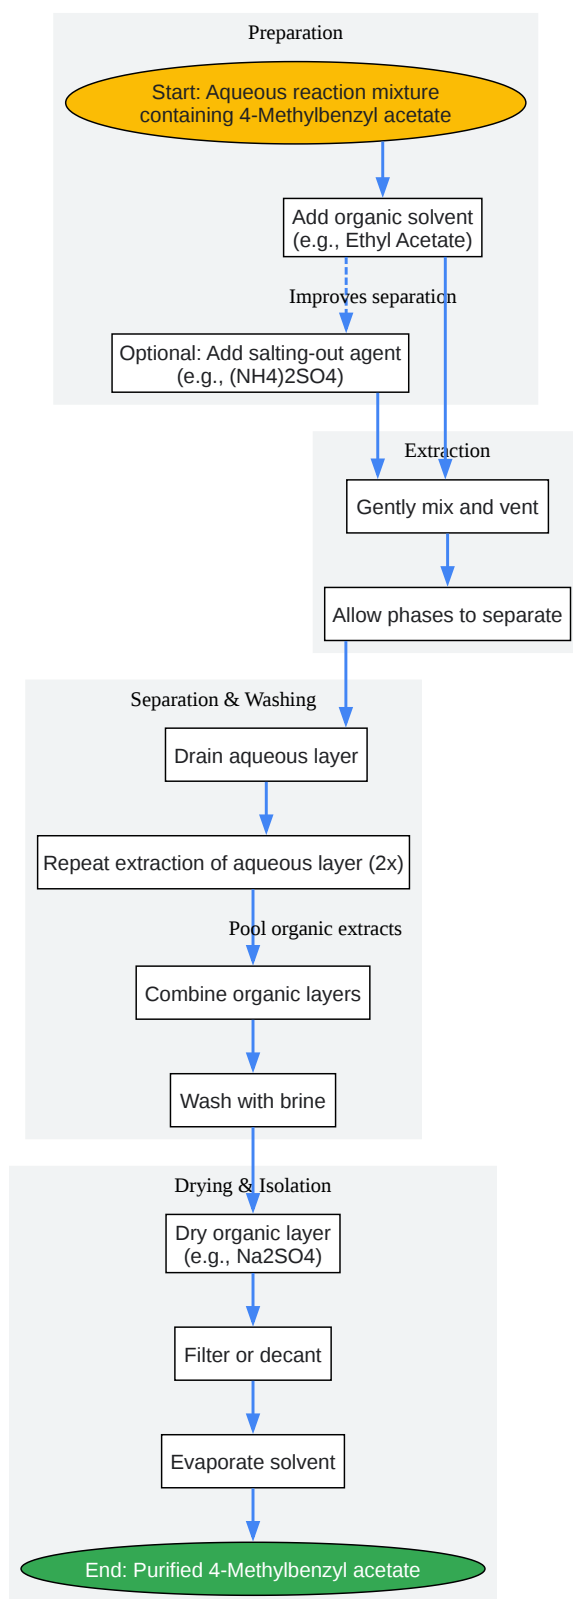 Preparation
Start: Aqueous reaction mixture
containing 4-Methylbenzyl acetate
Add organic solvent
(e.g., Ethyl Acetate)
Improves separation
Optional: Add salting-out agent
(e.g., (NH4)2SO4)
Extraction
Gently mix and vent
Allow phases to separate
Separation & Washing
Drain aqueous layer
Repeat extraction of aqueous layer (2x)
Pool organic extracts
Combine organic layers
Wash with brine
Drying & Isolation
Dry organic layer
(e.g., Na2SO4)
Filter or decant
Evaporate solvent
End: Purified 4-Methylbenzyl acetate